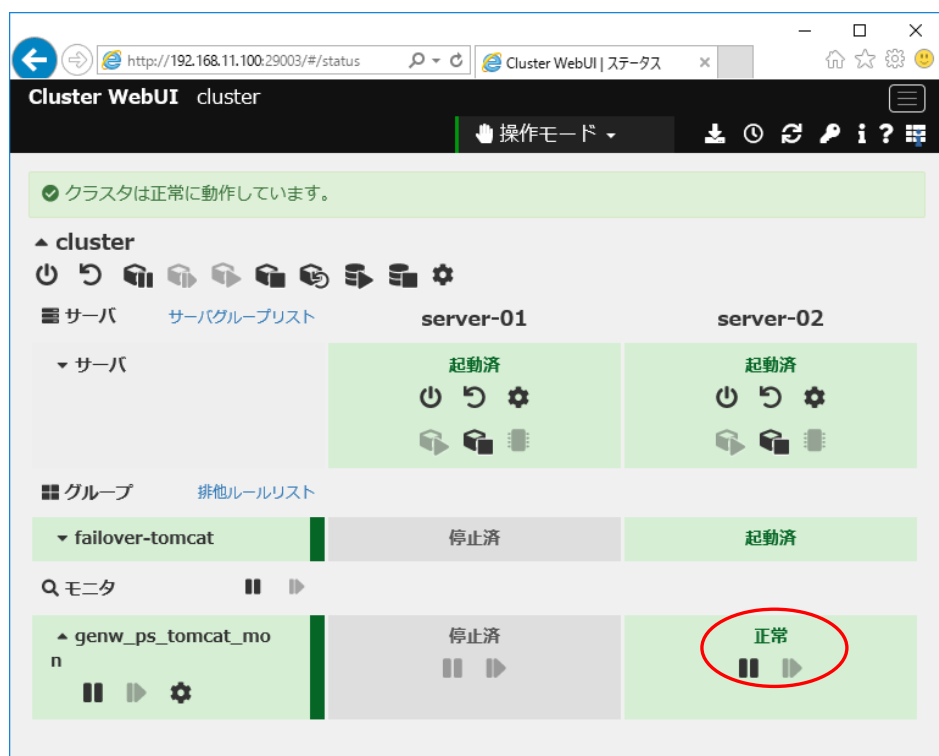 http://192.168.11.100:29003/#/status
Cluster WebUI | ステータス
Cluster WebUI cluster
操作モード
クラスタは正常に動作しています。
cluster
サーバ サーバグループリスト server-01 server-02
サーバ 起動済 起動済
グループ 排他ルールリスト
failover-tomcat 停止済 起動済
モニタ
genw_ps_tomcat_mo 停止済 正常
n